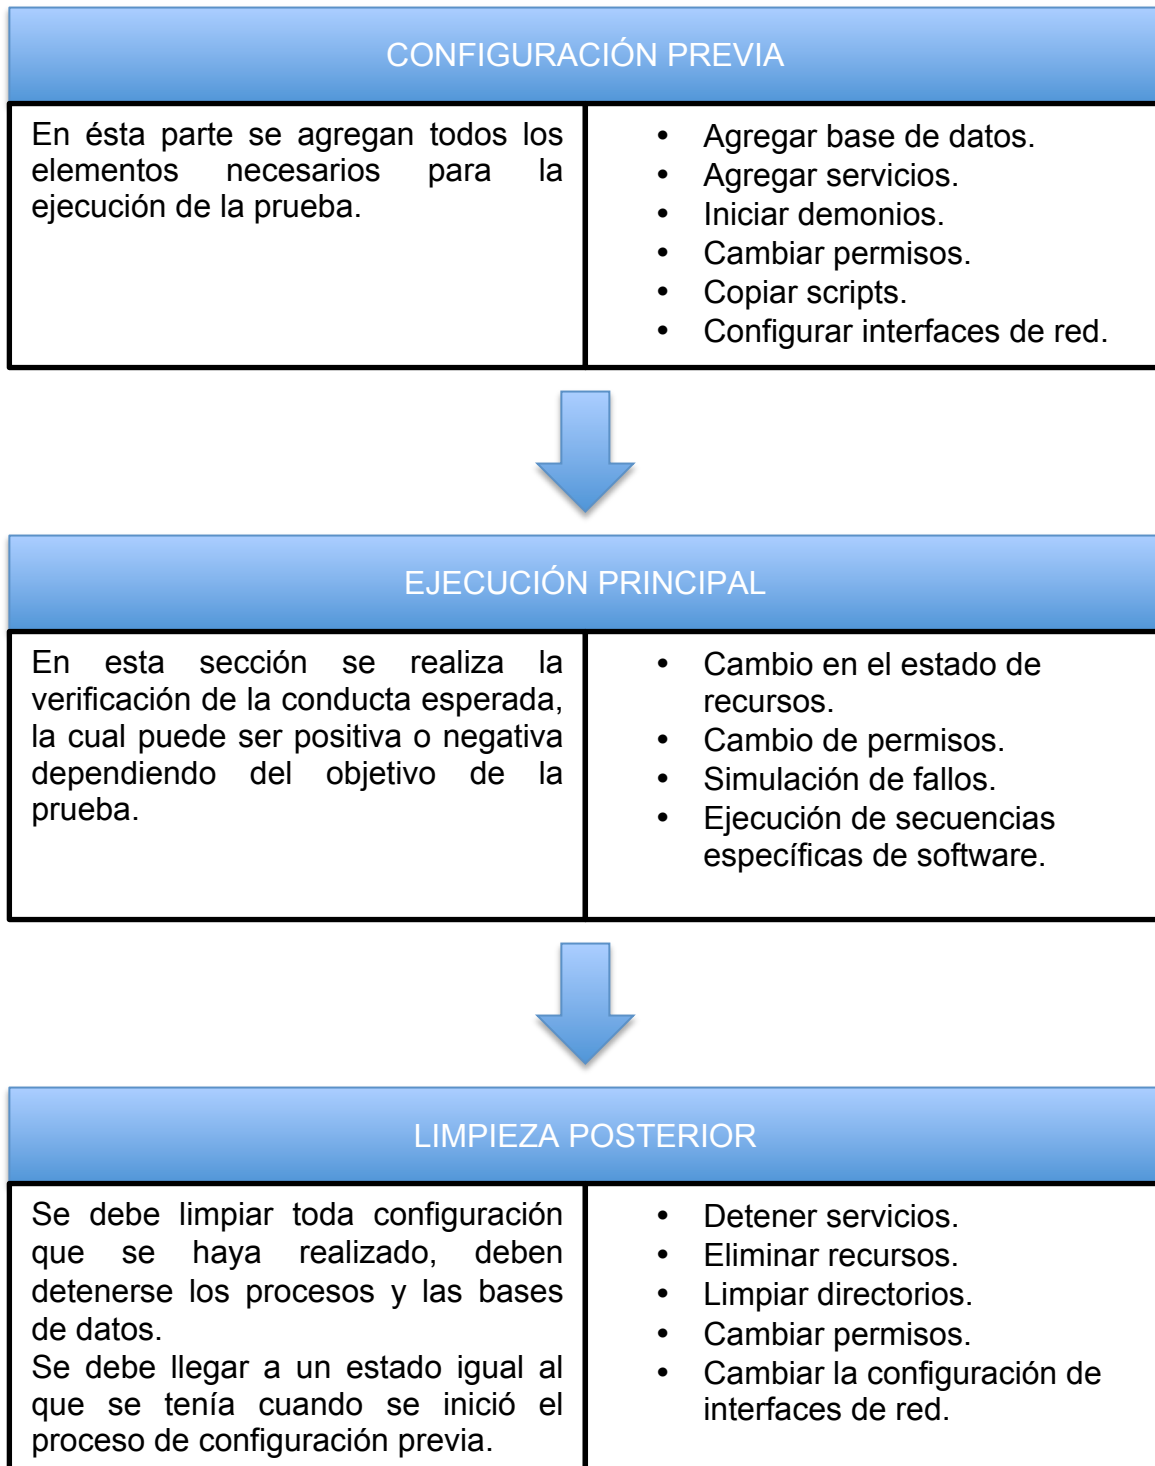 CONFIGURACIÓN PREVIA
En ésta parte se agregan todos los
elementos necesarios para la
ejecución de la prueba.
• Agregar base de datos.
• Agregar servicios.
• Iniciar demonios.
• Cambiar permisos.
• Copiar scripts.
• Configurar interfaces de red.
EJECUCIÓN PRINCIPAL
En esta sección se realiza la
verificación de la conducta esperada,
la cual puede ser positiva o negativa
dependiendo del objetivo de la
prueba.
• Cambio en el estado de
recursos.
• Cambio de permisos.
• Simulación de fallos.
• Ejecución de secuencias
específicas de software.
LIMPIEZA POSTERIOR
Se debe limpiar toda configuración
que se haya realizado, deben
detenerse los procesos y las bases
de datos.
Se debe llegar a un estado igual al
que se tenía cuando se inició el
proceso de configuración previa.
• Detener servicios.
• Eliminar recursos.
• Limpiar directorios.
• Cambiar permisos.
• Cambiar la configuración de
interfaces de red.